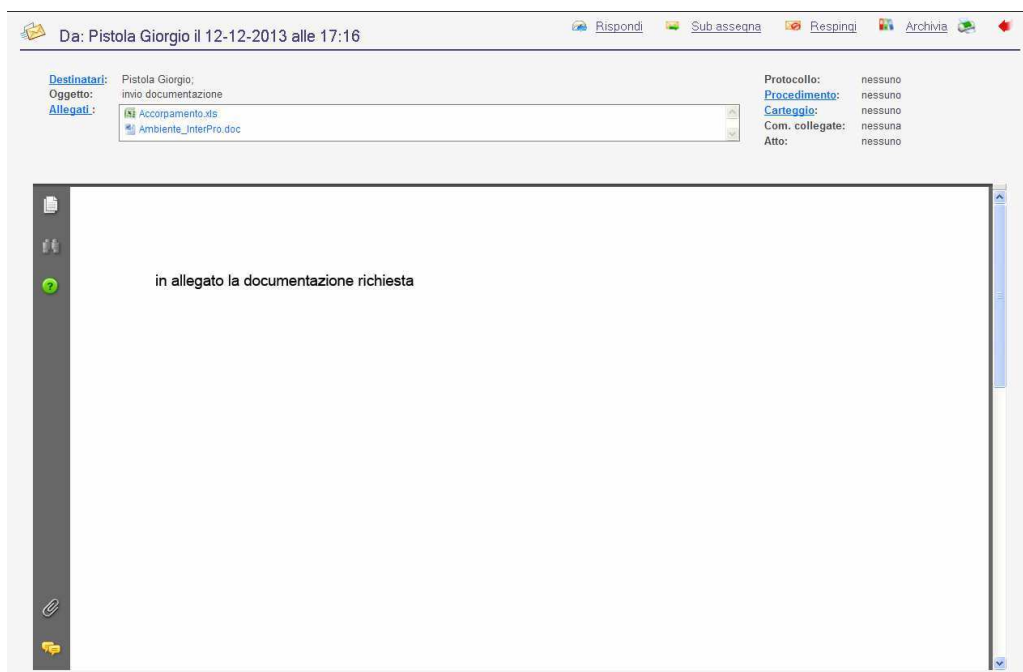 Da: Pistola Giorgio il 12-12-2013 alle 17:16
Rispondi Sub assegna Respingi Archivia
Destinatari: Pistola Giorgio;
Oggetto: invio documentazione
Allegati : Accorpamento.xls
Ambiente_InterPro.doc
Protocollo: nessuno
Procedimento: nessuno
Carteggio: nessuno
Com. collegate: nessuna
Atto: nessuno
in allegato la documentazione richiesta